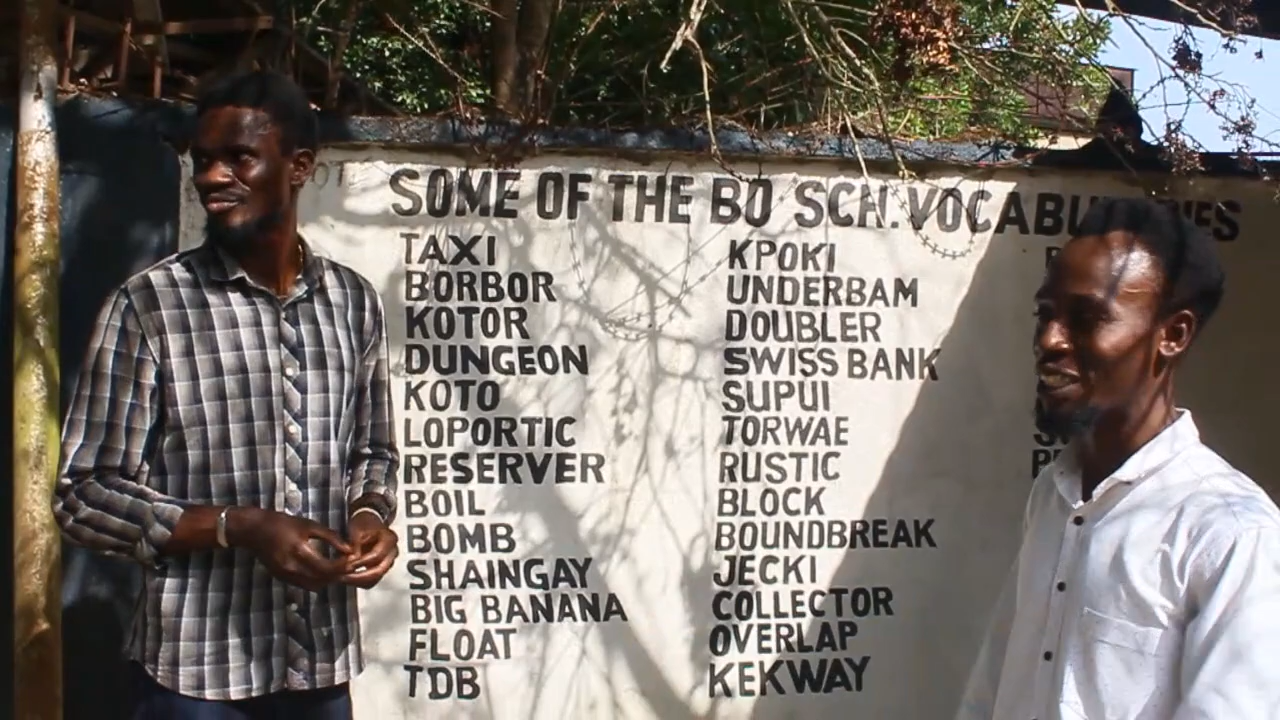 SOME OF THE BO SCH. VOCABU
TAXI
BORBOR
KOTOR
DUNGEON
KOTO
LOPORTIC
RESERVER
BOIL
BOMB
SHAINGAY
BIG BANANA
FLOAT
TDB
KPOKI
UNDERBAM
DOUBLER
SWISS BANK
SUPUI
TORWAE
RUSTIC
BLOCK
BOUNDBREAK
JECKI
COLLECTOR
OVERLAP
KEKWAY